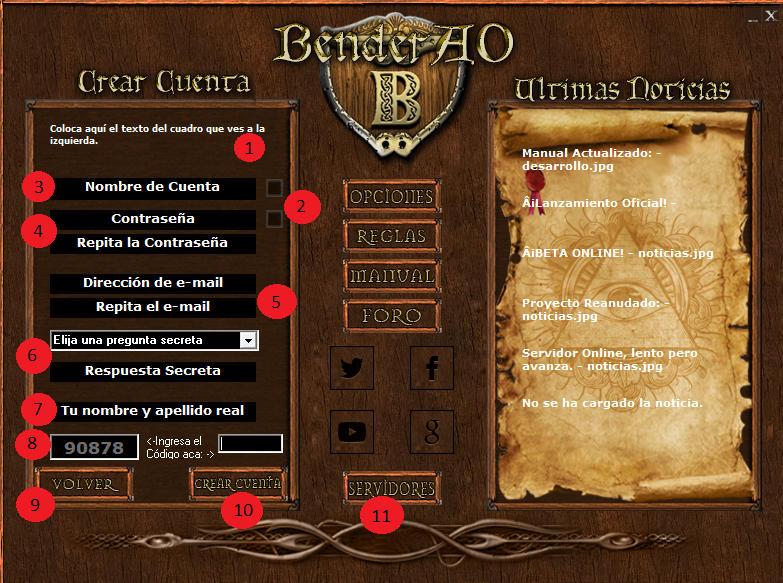 BenderAO
B
_ X
Crear Cuenta
Coloca aquí el texto del cuadro que ves a la
izquierda.
1
3
Nombre de Cuenta
2
Contraseña
4
Repita la Contraseña
Dirección de e-mail
Repita el e-mail
5
Elija una pregunta secreta
6
Respuesta Secreta
7
Tu nombre y apellido real
8
90878
<-Ingresa el
Código aca: ->
VOLVER
CREAR CUENTA
9
10
OPCIONES
REGLAS
MANUAL
FORO
f
8
SERVIDORES
11
Ultimas Noticias
Manual Actualizado: -
desarrollo.jpg
Â¡Lanzamiento Oficial! -
Â¡BETA ONLINE! - noticias.jpg
Proyecto Reanudado: -
noticias.jpg
Servidor Online, lento pero
avanza. - noticias.jpg
No se ha cargado la noticia.